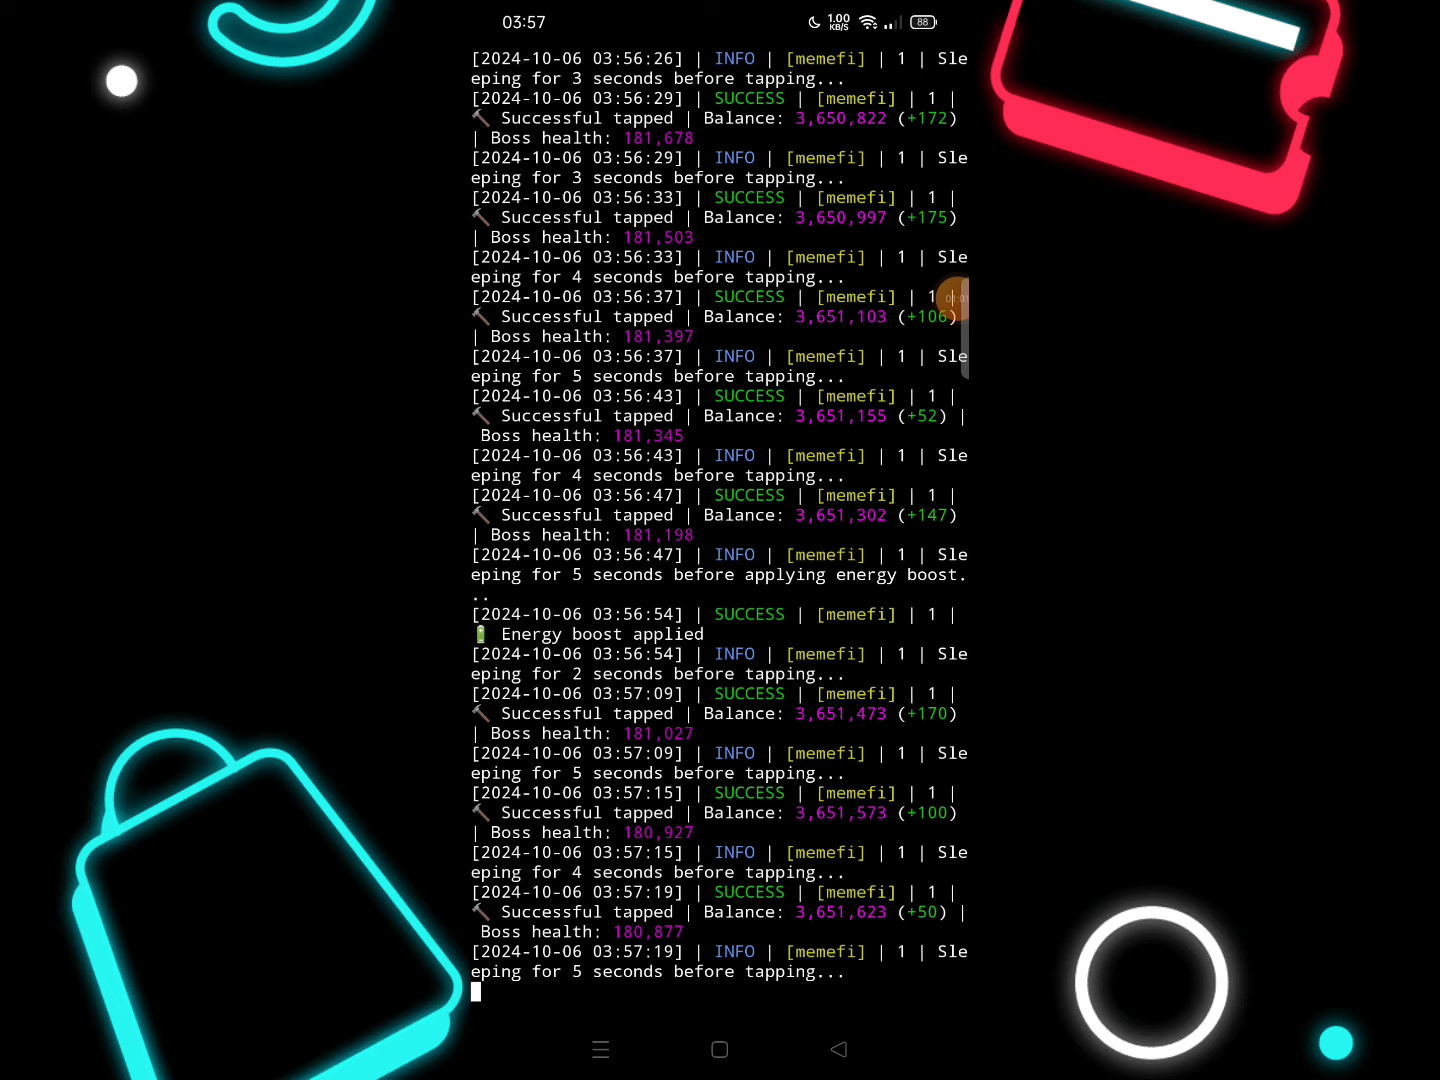 03:57
1.00
KB/S
88
[2024-10-06 03:56:26] | INFO | [memefi] | 1 | Sle
eping for 3 seconds before tapping...
[2024-10-06 03:56:29] | SUCCESS | [memefi] | 1 |
🔨 Successful tapped | Balance: 3,650,822 (+172)
| Boss health: 181,678
[2024-10-06 03:56:29] | INFO | [memefi] | 1 | Sle
eping for 3 seconds before tapping...
[2024-10-06 03:56:33] | SUCCESS | [memefi] | 1 |
🔨 Successful tapped | Balance: 3,650,997 (+175)
| Boss health: 181,503
[2024-10-06 03:56:33] | INFO | [memefi] | 1 | Sle
eping for 4 seconds before tapping...
[2024-10-06 03:56:37] | SUCCESS | [memefi] | 1 |
🔨 Successful tapped | Balance: 3,651,103 (+106)
| Boss health: 181,397
[2024-10-06 03:56:37] | INFO | [memefi] | 1 | Sle
eping for 5 seconds before tapping...
[2024-10-06 03:56:43] | SUCCESS | [memefi] | 1 |
🔨 Successful tapped | Balance: 3,651,155 (+52) |
Boss health: 181,345
[2024-10-06 03:56:43] | INFO | [memefi] | 1 | Sle
eping for 4 seconds before tapping...
[2024-10-06 03:56:47] | SUCCESS | [memefi] | 1 |
🔨 Successful tapped | Balance: 3,651,302 (+147)
| Boss health: 181,198
[2024-10-06 03:56:47] | INFO | [memefi] | 1 | Sle
eping for 5 seconds before applying energy boost.
..
[2024-10-06 03:56:54] | SUCCESS | [memefi] | 1 |
🔋 Energy boost applied
[2024-10-06 03:56:54] | INFO | [memefi] | 1 | Sle
eping for 2 seconds before tapping...
[2024-10-06 03:57:09] | SUCCESS | [memefi] | 1 |
🔨 Successful tapped | Balance: 3,651,473 (+170)
| Boss health: 181,027
[2024-10-06 03:57:09] | INFO | [memefi] | 1 | Sle
eping for 5 seconds before tapping...
[2024-10-06 03:57:15] | SUCCESS | [memefi] | 1 |
🔨 Successful tapped | Balance: 3,651,573 (+100)
| Boss health: 180,927
[2024-10-06 03:57:15] | INFO | [memefi] | 1 | Sle
eping for 4 seconds before tapping...
[2024-10-06 03:57:19] | SUCCESS | [memefi] | 1 |
🔨 Successful tapped | Balance: 3,651,623 (+50) |
Boss health: 180,877
[2024-10-06 03:57:19] | INFO | [memefi] | 1 | Sle
eping for 5 seconds before tapping...